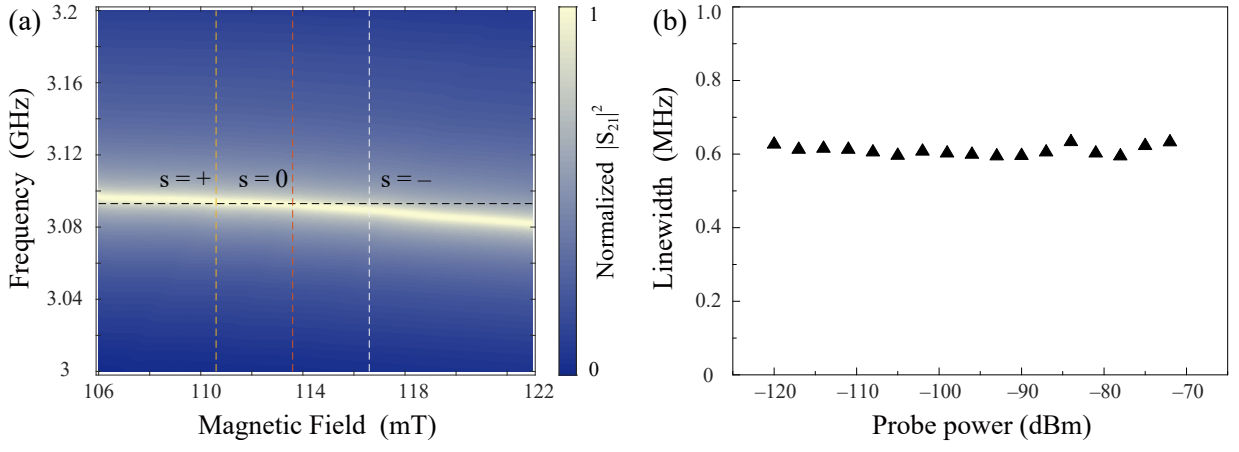 (a)
3.2
3.16
3.12
3.08
3.04
3
Frequency (GHz)
s = +
s = 0
s = –
106
110
114
118
122
Magnetic Field (mT)
1
0
Normalized |S₂₁|²
(b)
1.0
0.8
0.6
0.4
0.2
0
Linewidth (MHz)
–120
–110
–100
–90
–80
–70
Probe power (dBm)